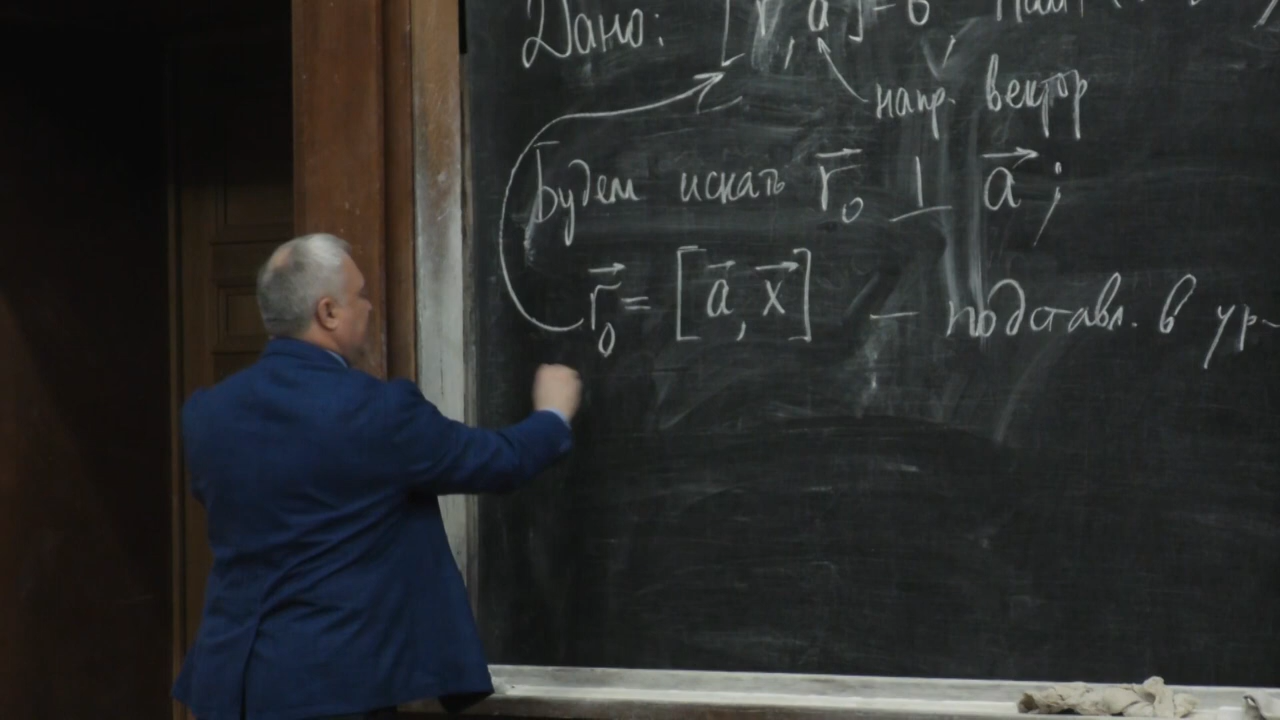 Дано: [r, a] = b
напр. вектор
Будем искать r⃗₀ ⊥ a⃡;
r⃗₀ = [a⃗, x⃗] — подставл. в ур-